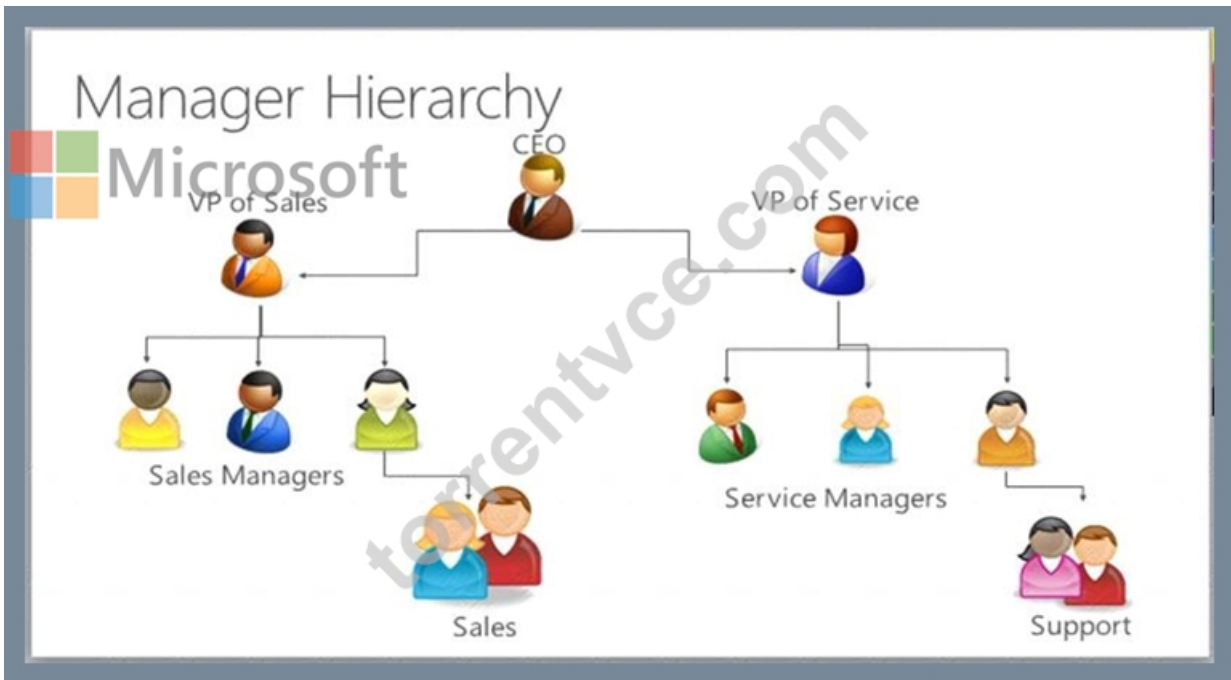 Manager Hierarchy
CEO
Microsoft
VP of Sales
VP of Service
Sales Managers
Service Managers
Sales
Support
torrentvce.com